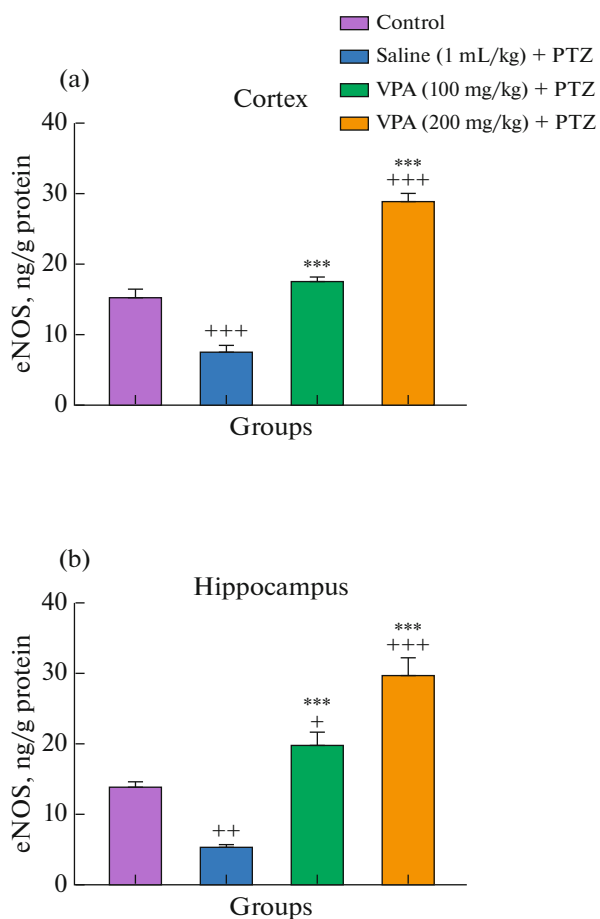 Control
Saline (1 mL/kg) + PTZ
VPA (100 mg/kg) + PTZ
VPA (200 mg/kg) + PTZ
(a)
Cortex
eNOS, ng/g protein
40
30
20
10
0
+++
***
***
+++
Groups
(b)
Hippocampus
eNOS, ng/g protein
40
30
20
10
0
++
***
+
***
+++
Groups